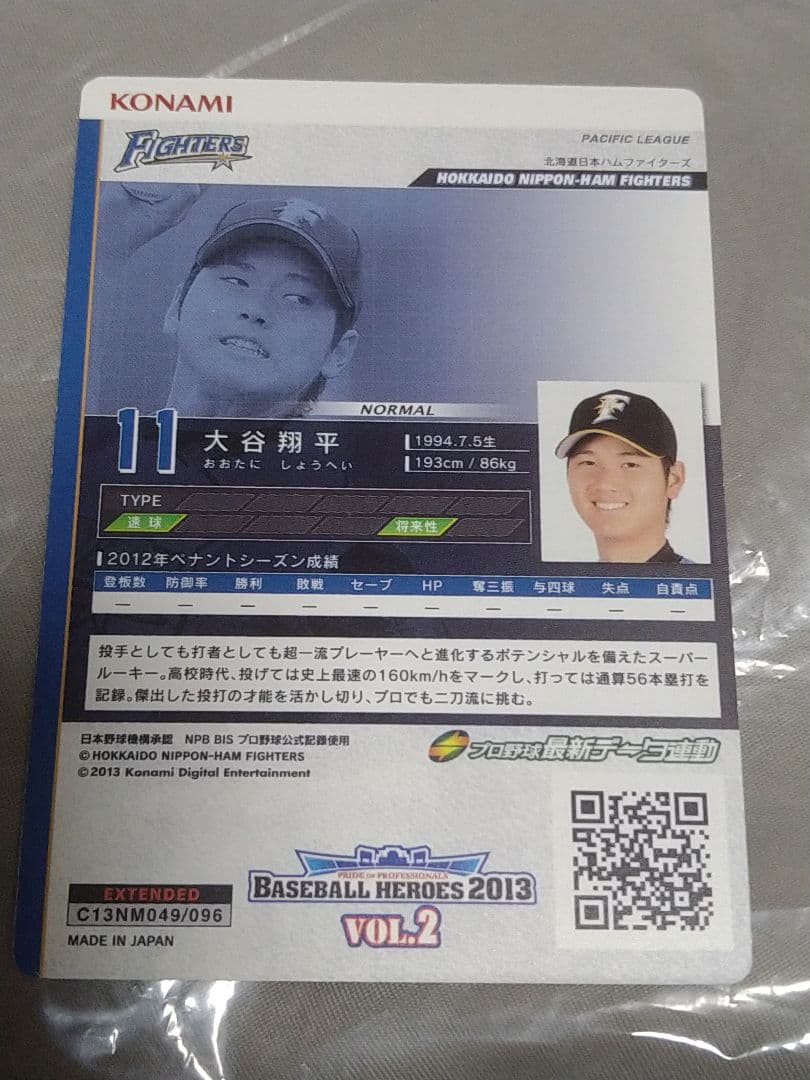 KONAMI
FIGHTERS
PACIFIC LEAGUE
北海道日本ハムファイターズ
HOKKAIDO NIPPON-HAM FIGHTERS
NORMAL
11
大谷翔平
おおたに しょうへい
1994.7.5生
193cm / 86kg
TYPE
速球
将来性
2012年ペナントシーズン成績
登板数 防御率 勝利 敗戦 セーブ HP 奪三振 与四球 失点 自責点
— — — — — — — — — —
投手としても打者としても超一流プレーヤーへと進化するポテンシャルを備えたスーパー
ルーキー。高校時代、投げては史上最速の160km/hをマークし、打っては通算56本塁打を
記録。傑出した投打の才能を活かし切り、プロでも二刀流に挑む。
日本野球機構承認 NPB BIS プロ野球公式記録使用
©HOKKAIDO NIPPON-HAM FIGHTERS
©2013 Konami Digital Entertainment
プロ野球最新データ連動
PRIDE OF PROFESSIONALS
BASEBALL HEROES 2013
VOL.2
EXTENDED
C13NM049/096
MADE IN JAPAN